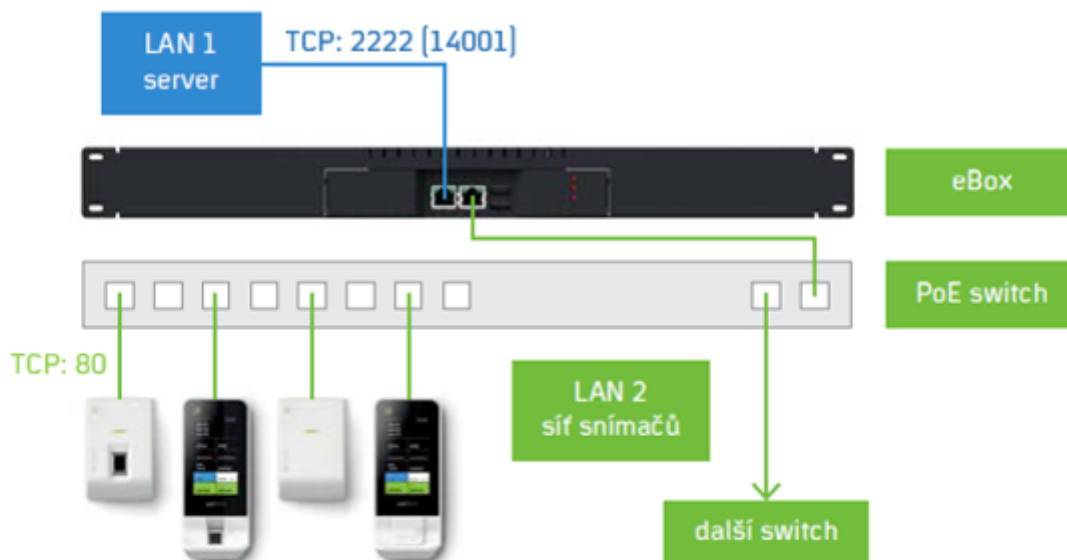 LAN 1
server
TCP: 2222 (14001)
eBox
PoE switch
TCP: 80
LAN 2
síť snímačů
další switch